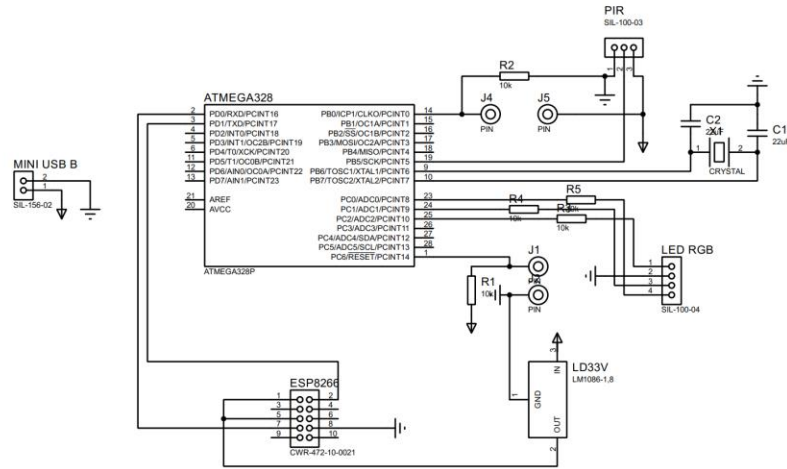 PIR
SIL-100-03
1
2
3
R2
10k
J4
PIN
J5
PIN
C2
22uF
X1
CRYSTAL
1
2
C1
22uF
ATMEGA328
2 PD0/RXD/PCINT16
3 PD1/TXD/PCINT17
4 PD2/INT0/PCINT18
5 PD3/INT1/OC2B/PCINT19
6 PD4/T0/XCK/PCINT20
11 PD5/T1/OC0B/PCINT21
12 PD6/AIN0/OC0A/PCINT22
13 PD7/AIN1/PCINT23
21 AREF
20 AVCC
PB0/ICP1/CLKO/PCINT0 14
PB1/OC1A/PCINT1 15
PB2/SS/OC1B/PCINT2 16
PB3/MOSI/OC2A/PCINT3 17
PB4/MISO/PCINT4 18
PB5/SCK/PCINT5 19
PB6/TOSC1/XTAL1/PCINT6 9
PB7/TOSC2/XTAL2/PCINT7 10
PC0/ADC0/PCINT8 23
PC1/ADC1/PCINT9 24
PC2/ADC2/PCINT10 25
PC3/ADC3/PCINT11 26
PC4/ADC4/SDA/PCINT12 27
PC5/ADC5/SCL/PCINT13 28
PC6/RESET/PCINT14 1
ATMEGA328P
MINI USB B
2
1
SIL-156-02
R5
10k
R4
10k
10k
LED RGB
1
2
3
4
SIL-100-04
J1
PIN
R1
10k
LD33V
LM1086-1,8
3
IN
1
GND
OUT
2
ESP8266
1 2
3 4
5 6
7 8
9 10
CWR-472-10-0021